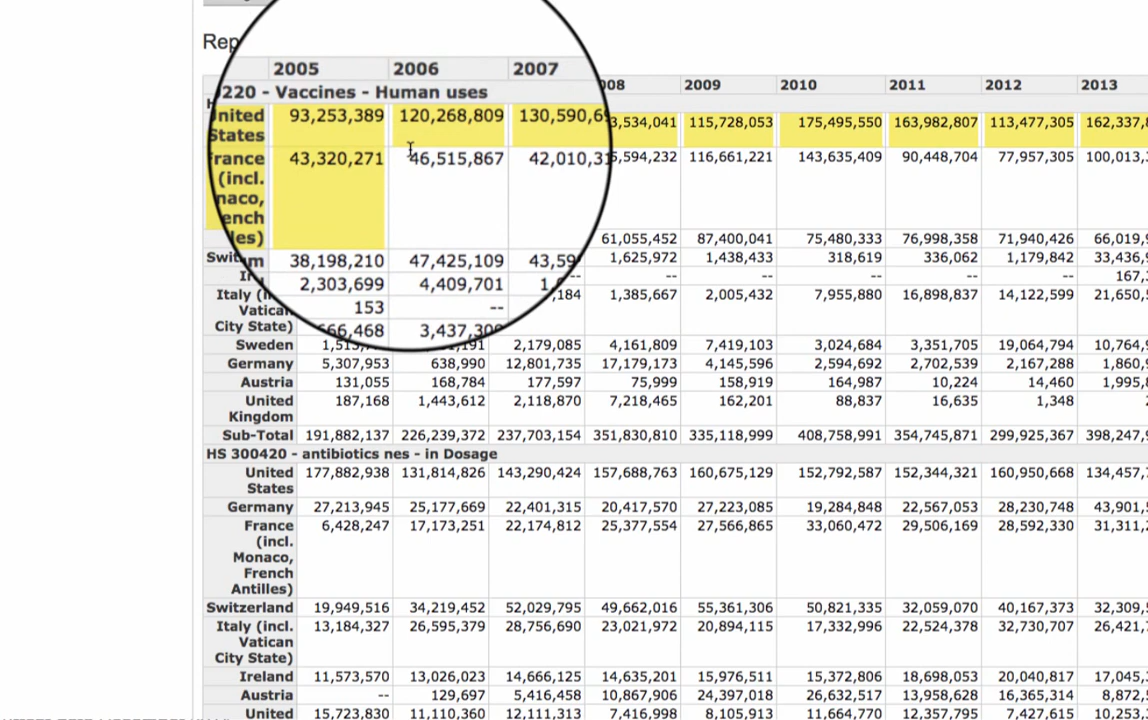 Rep
2005 2006 2007 08 2009 2010 2011 2012 2013
220 - Vaccines - Human uses
United 93,253,389 120,268,809 130,590,6 3,534,041 115,728,053 175,495,550 163,982,807 113,477,305 162,337,
States
France 43,320,271 46,515,867 42,010,31 5,594,232 116,661,221 143,635,409 90,448,704 77,957,305 100,013,
(incl.
naco,
ench
les) 61,055,452 87,400,041 75,480,333 76,998,358 71,940,426 66,019,
Swit m 38,198,210 47,425,109 43,59 1,625,972 1,438,433 318,619 336,062 1,179,842 33,436,
2,303,699 4,409,701 1, -- -- -- -- -- 167,
Italy ( 153 -- ,184 1,385,667 2,005,432 7,955,880 16,898,837 14,122,599 21,650,
Vatican
City State) 66,468 3,437,30
Sweden 2,179,085 4,161,809 7,419,103 3,024,684 3,351,705 19,064,794 10,764,
Germany 5,307,953 638,990 12,801,735 17,179,173 4,145,596 2,594,692 2,702,539 2,167,288 1,860,
Austria 131,055 168,784 177,597 75,999 158,919 164,987 10,224 14,460 1,995,
United 187,168 1,443,612 2,118,870 7,218,465 162,201 88,837 16,635 1,348
Kingdom
Sub-Total 191,882,137 226,239,372 237,703,154 351,830,810 335,118,999 408,758,991 354,745,871 299,925,367 398,247,
HS 300420 - antibiotics nes - in Dosage
United 177,882,938 131,814,826 143,290,424 157,688,763 160,675,129 152,792,587 152,344,321 160,950,668 134,457,
States
Germany 27,213,945 25,177,669 22,401,315 20,417,570 27,223,085 19,284,848 22,567,053 28,230,748 43,901,
France 6,428,247 17,173,251 22,174,812 25,377,554 27,566,865 33,060,472 29,506,169 28,592,330 31,311,
(incl.
Monaco,
French
Antilles)
Switzerland 19,949,516 34,219,452 52,029,795 49,662,016 55,361,306 50,821,335 32,059,070 40,167,373 32,309,
Italy (incl. 13,184,327 26,595,379 28,756,690 23,021,972 20,894,115 17,332,996 22,524,378 32,730,707 26,421,
Vatican
City State)
Ireland 11,573,570 13,026,023 14,666,125 14,635,201 15,976,511 15,372,806 18,698,053 20,040,817 17,045,
Austria -- 129,697 5,416,458 10,867,906 24,397,018 26,632,517 13,958,628 16,365,314 8,872,
United 15,723,830 11,110,360 12,111,313 7,416,998 8,105,913 11,664,770 12,357,795 7,427,615 10,253,